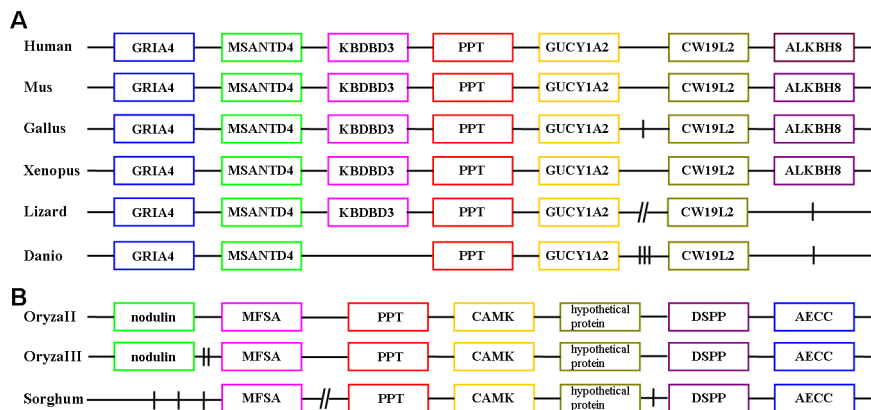 A
Human GRIA4 MSANTD4 KBDBD3 PPT GUCY1A2 CW19L2 ALKBH8
Mus GRIA4 MSANTD4 KBDBD3 PPT GUCY1A2 CW19L2 ALKBH8
Gallus GRIA4 MSANTD4 KBDBD3 PPT GUCY1A2 CW19L2 ALKBH8
Xenopus GRIA4 MSANTD4 KBDBD3 PPT GUCY1A2 CW19L2 ALKBH8
Lizard GRIA4 MSANTD4 KBDBD3 PPT GUCY1A2 CW19L2
Danio GRIA4 MSANTD4 PPT GUCY1A2 CW19L2
B
OryzaII nodulin MFSA PPT CAMK hypothetical protein DSPP AECC
OryzaIII nodulin MFSA PPT CAMK hypothetical protein DSPP AECC
Sorghum MFSA PPT CAMK hypothetical protein DSPP AECC